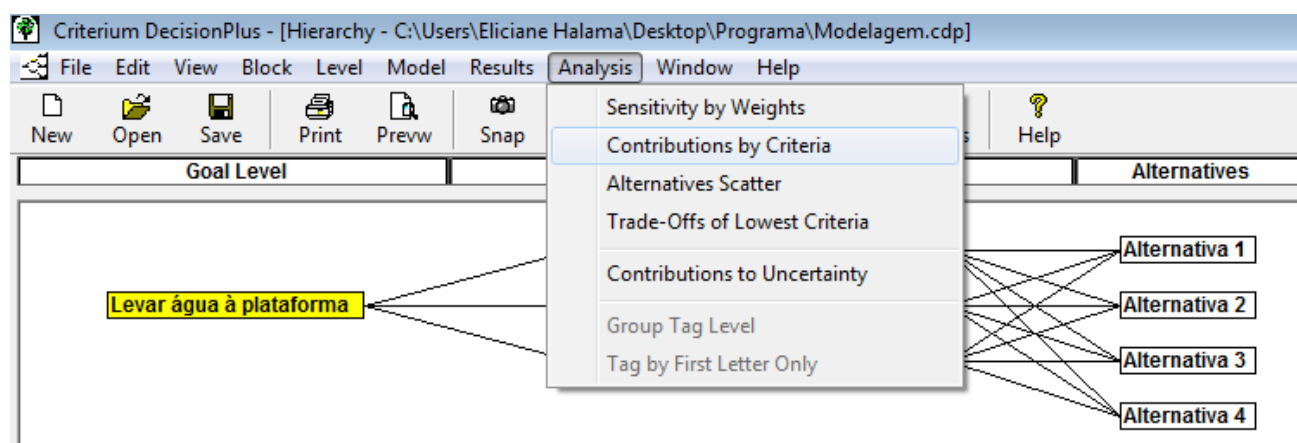 Criterium DecisionPlus - [Hierarchy - C:\Users\Eliciane Halama\Desktop\Programa\Modelagem.cdp]
File Edit View Block Level Model Results Analysis Window Help
New Open Save Print Prevw Snap Help
Sensitivity by Weights
Contributions by Criteria
Alternatives Scatter
Trade-Offs of Lowest Criteria
Contributions to Uncertainty
Group Tag Level
Tag by First Letter Only
Goal Level Alternatives
Levar água à plataforma
Alternativa 1
Alternativa 2
Alternativa 3
Alternativa 4